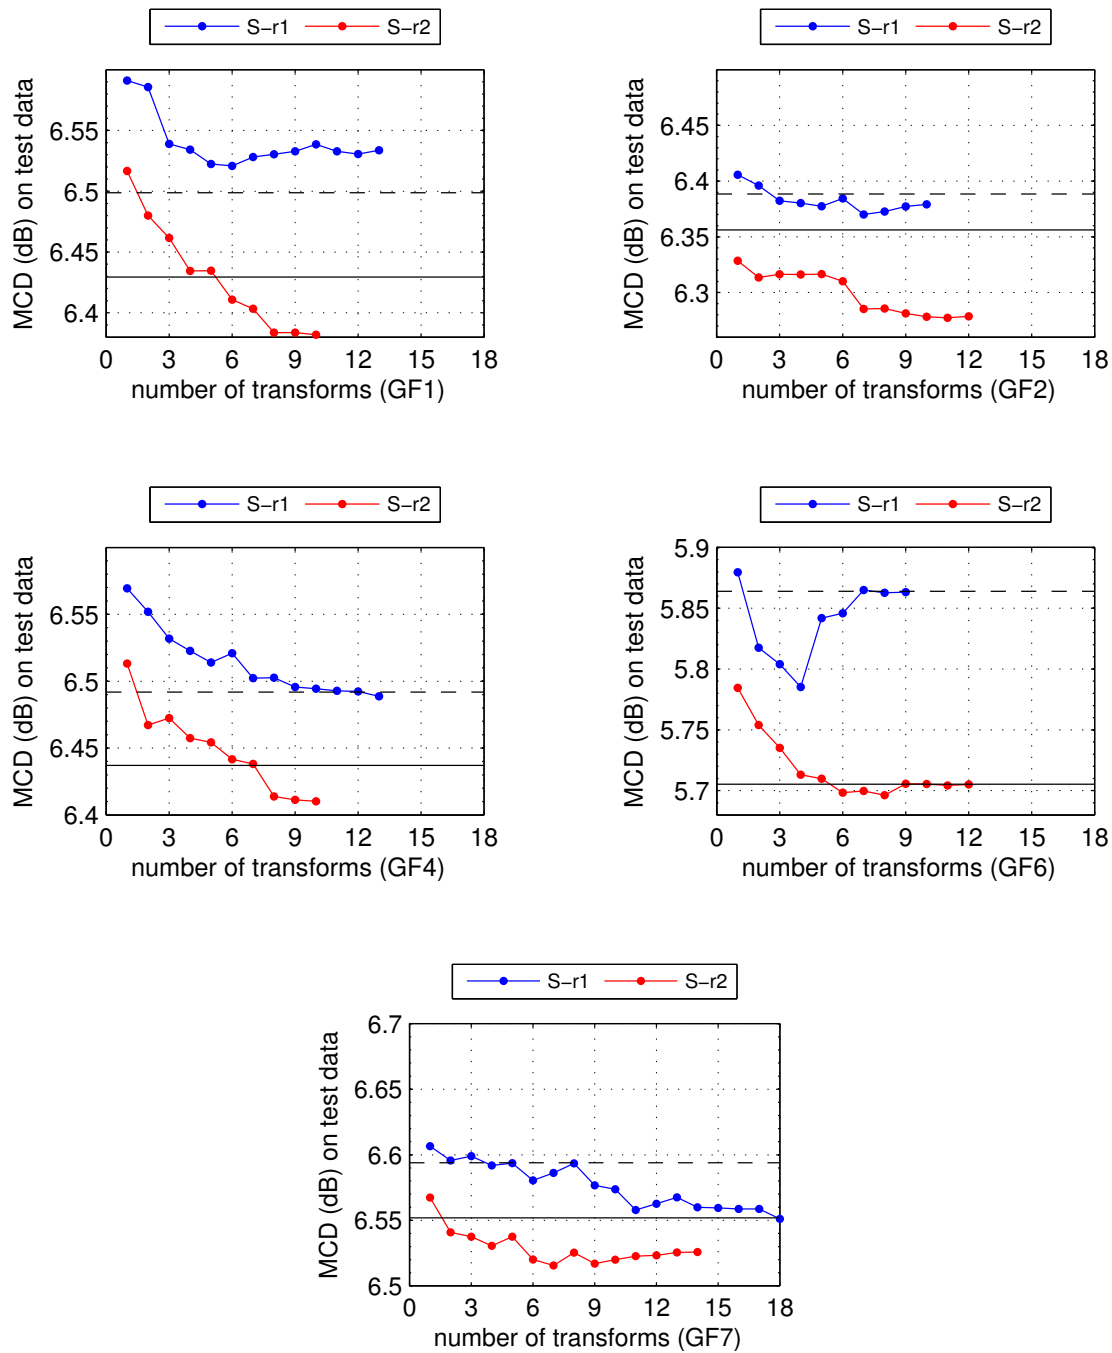 S-r1 S-r2
MCD (dB) on test data
6.55
6.5
6.45
6.4
0 3 6 9 12 15 18
number of transforms (GF1)
S-r1 S-r2
MCD (dB) on test data
6.45
6.4
6.35
6.3
0 3 6 9 12 15 18
number of transforms (GF2)
S-r1 S-r2
MCD (dB) on test data
6.55
6.5
6.45
6.4
0 3 6 9 12 15 18
number of transforms (GF4)
S-r1 S-r2
MCD (dB) on test data
5.9
5.85
5.8
5.75
5.7
0 3 6 9 12 15 18
number of transforms (GF6)
S-r1 S-r2
MCD (dB) on test data
6.7
6.65
6.6
6.55
6.5
0 3 6 9 12 15 18
number of transforms (GF7)